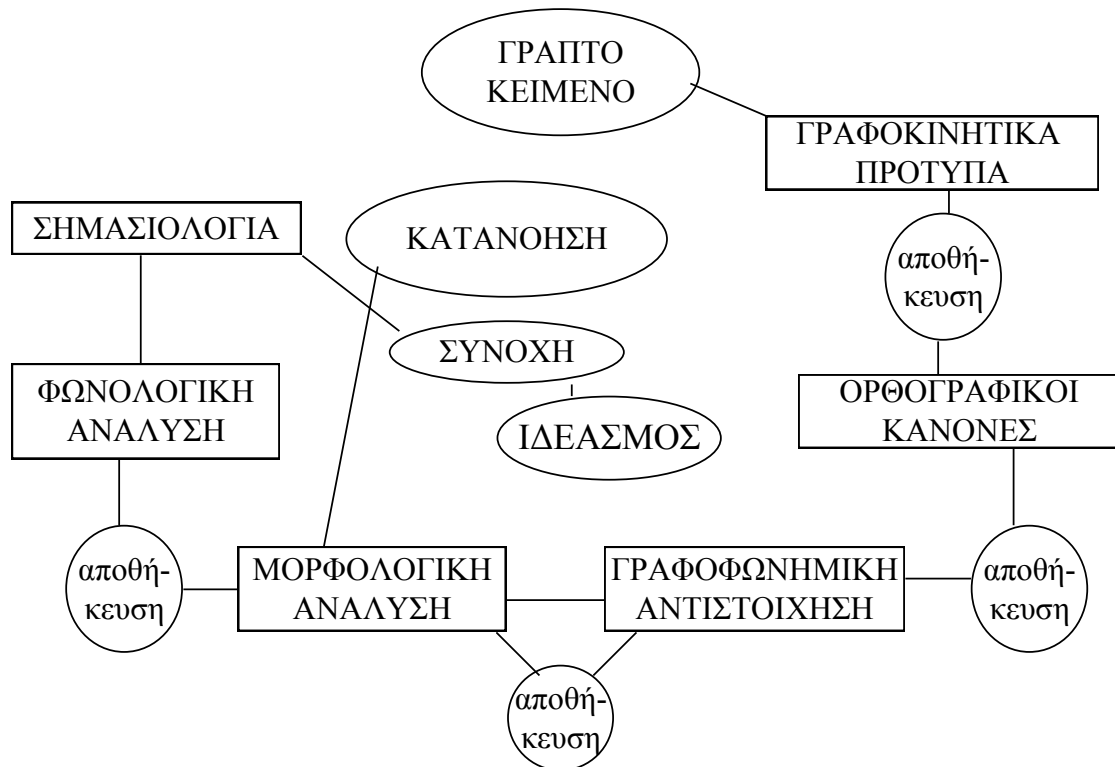 ΓΡΑΠΤΟ
ΚΕΙΜΕΝΟ
ΓΡΑΦΟΚΙΝΗΤΙΚΑ
ΠΡΟΤΥΠΑ
ΣΗΜΑΣΙΟΛΟΓΙΑ
ΚΑΤΑΝΟΗΣΗ
αποθή-
κευση
ΣΥΝΟΧΗ
ΦΩΝΟΛΟΓΙΚΗ
ΑΝΑΛΥΣΗ
ΙΔΕΑΣΜΟΣ
ΟΡΘΟΓΡΑΦΙΚΟΙ
ΚΑΝΟΝΕΣ
αποθή-
κευση
ΜΟΡΦΟΛΟΓΙΚΗ
ΑΝΑΛΥΣΗ
ΓΡΑΦΟΦΩΝΗΜΙΚΗ
ΑΝΤΙΣΤΟΙΧΗΣΗ
αποθή-
κευση
αποθή-
κευση